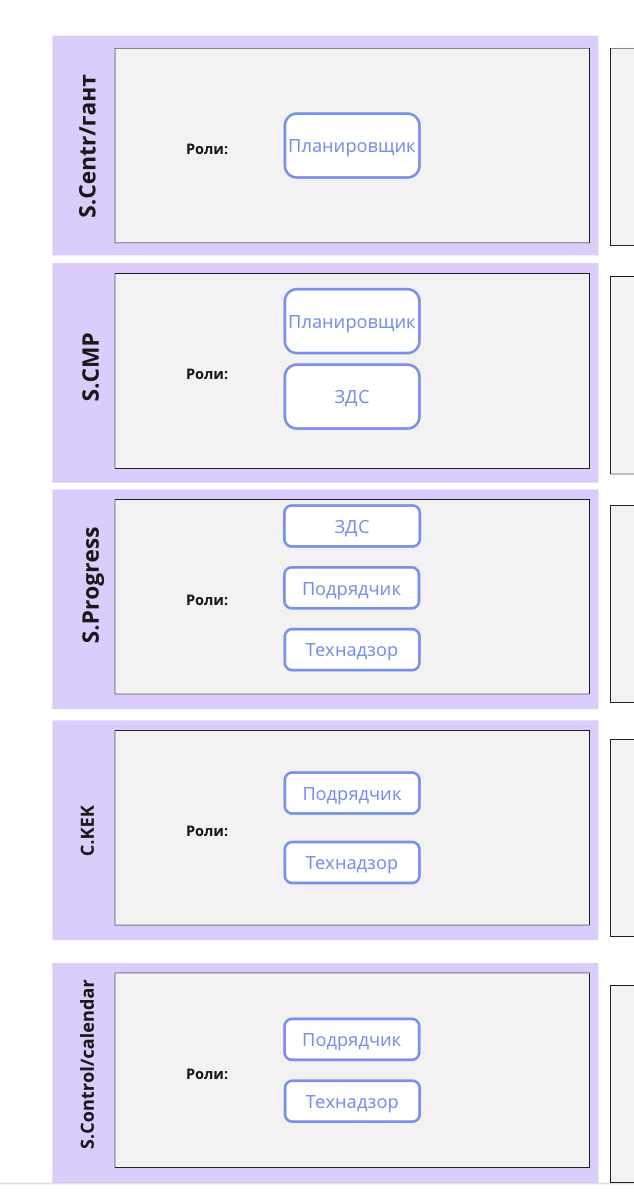 S.Centr/гант
Роли:
Планировщик
S.CMP
Роли:
Планировщик
ЗДС
S.Progress
Роли:
ЗДС
Подрядчик
Технадзор
С.КЕК
Роли:
Подрядчик
Технадзор
S.Control/calendar
Роли:
Подрядчик
Технадзор